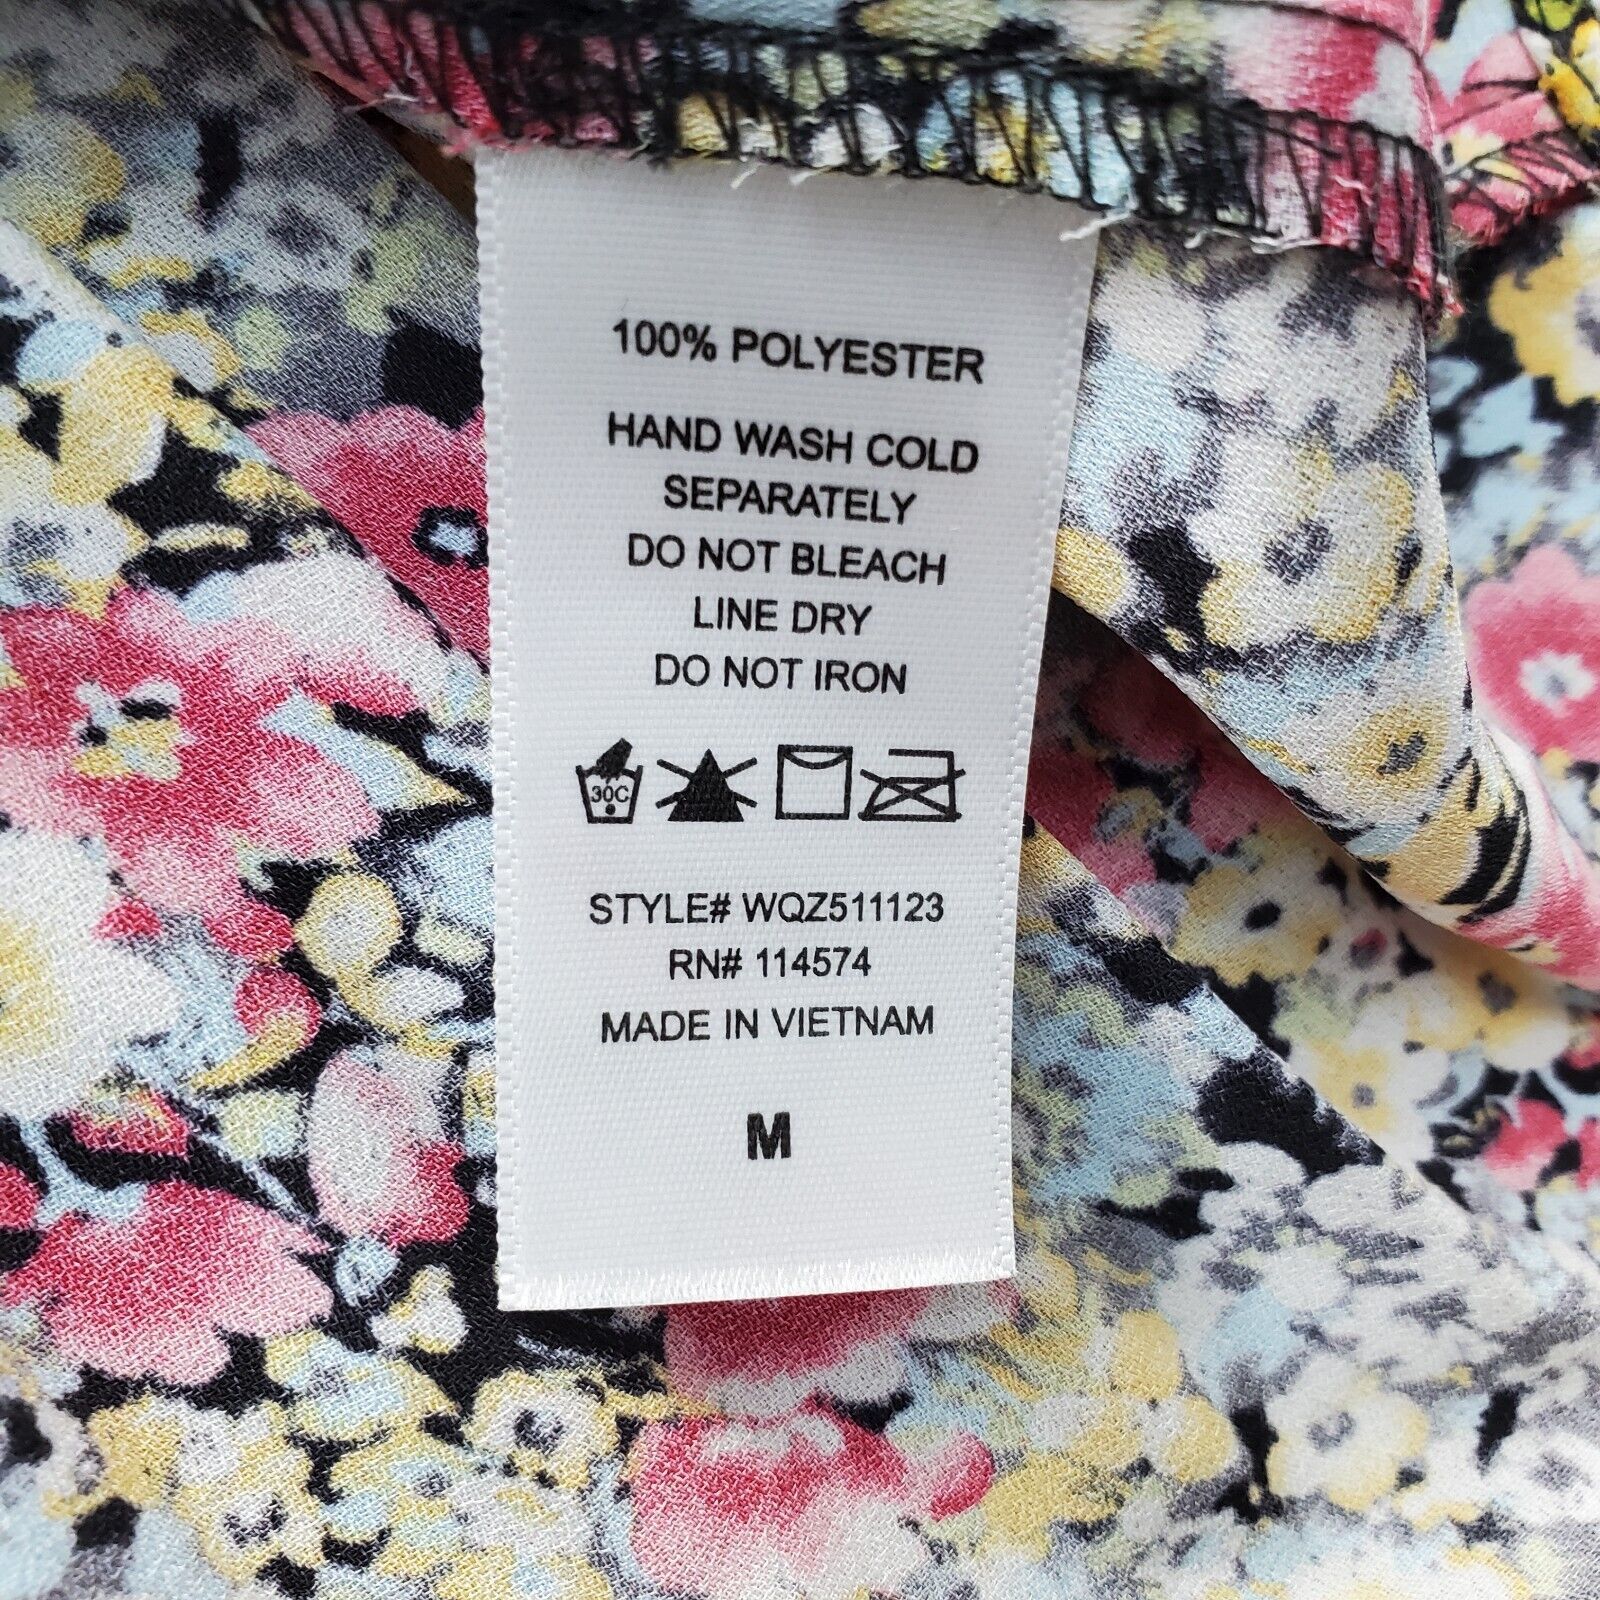 100% POLYESTER
HAND WASH COLD
SEPARATELY
DO NOT BLEACH
LINE DRY
DO NOT IRON
30C
STYLE# WQZ511123
RN# 114574
MADE IN VIETNAM
M